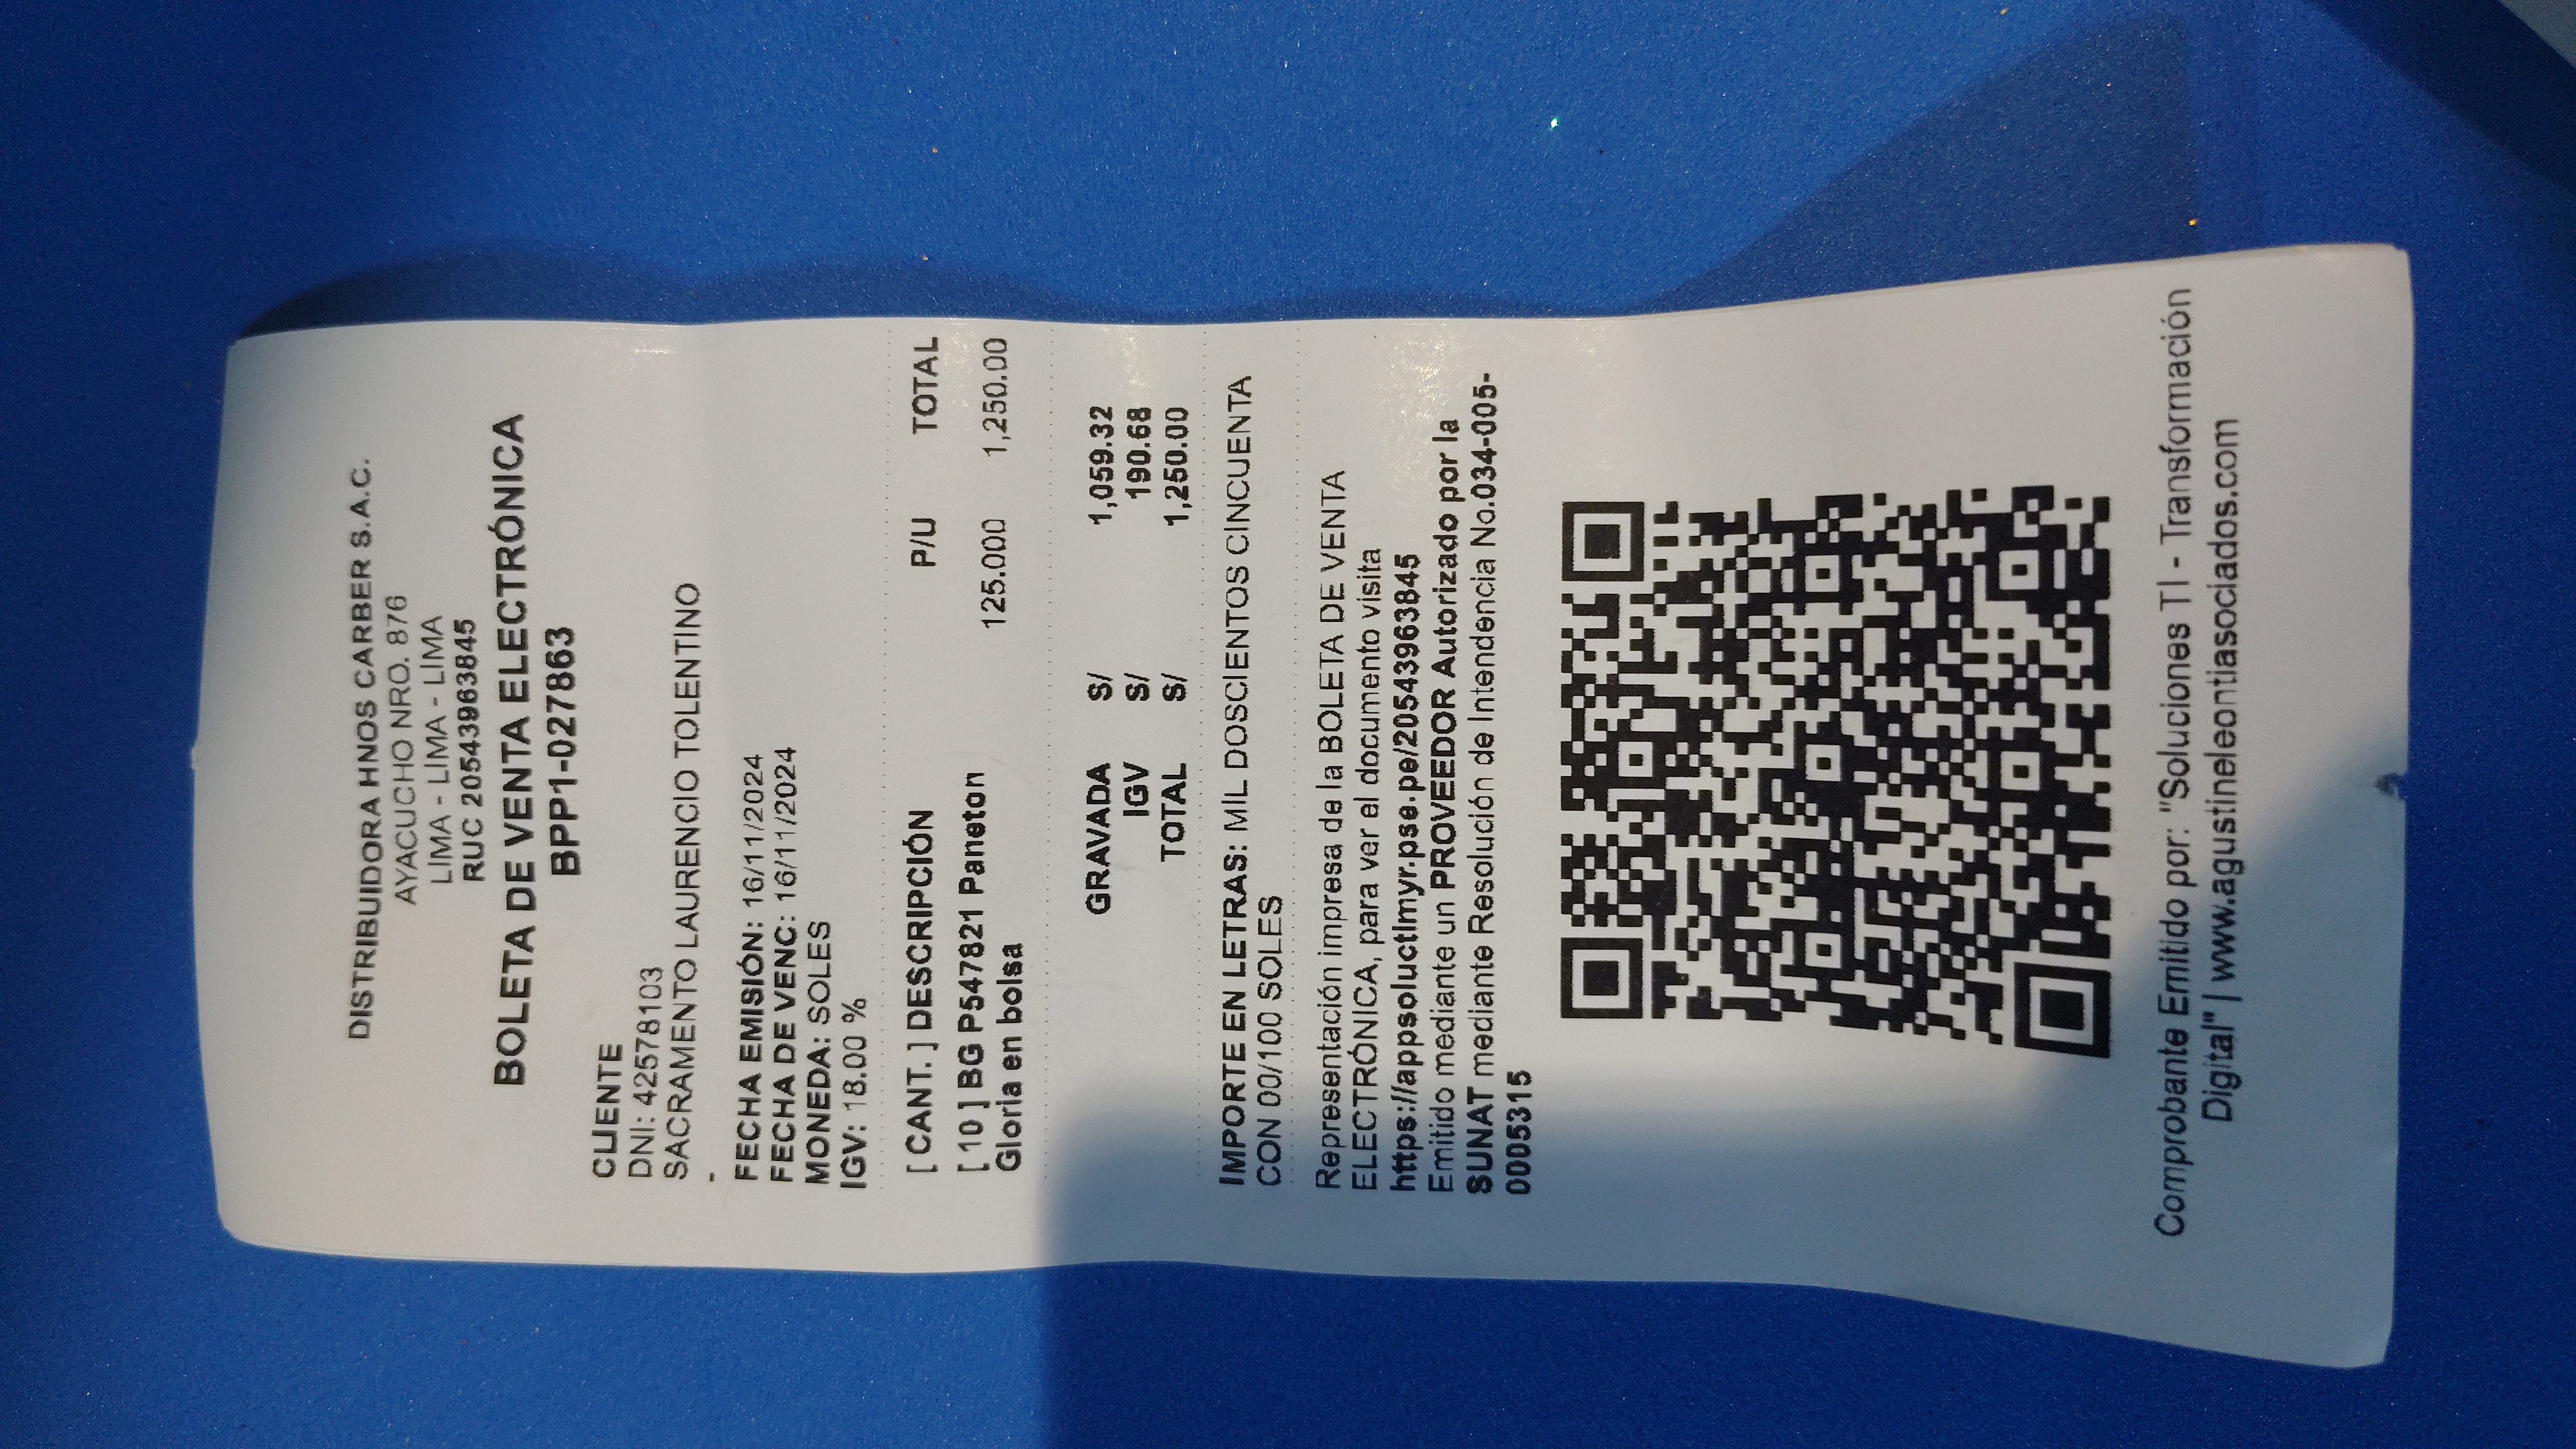 DISTRIBUIDORA HNOS CARBER S.A.C.
AYACUCHO NRO. 876
LIMA - LIMA - LIMA
RUC 20543963845
BOLETA DE VENTA ELECTRÓNICA
BPP1-027863
CLIENTE
DNI: 42578103
SACRAMENTO LAURENCIO TOLENTINO
-
FECHA EMISIÓN: 16/11/2024
FECHA DE VENC: 16/11/2024
MONEDA: SOLES
IGV: 18.00 %
[ CANT. ] DESCRIPCIÓN P/U TOTAL
[ 10 ] BG P547821 Paneton
Gloria en bolsa 125.000 1,250.00
GRAVADA S/ 1,059.32
IGV S/ 190.68
TOTAL S/ 1,250.00
IMPORTE EN LETRAS: MIL DOSCIENTOS CINCUENTA
CON 00/100 SOLES
Representación impresa de la BOLETA DE VENTA
ELECTRÓNICA, para ver el documento visita
https://appsoluctImyr.pse.pe/20543963845
Emitido mediante un PROVEEDOR Autorizado por la
SUNAT mediante Resolución de Intendencia No.034-005-
0005315
Comprobante Emitido por: "Soluciones TI - Transformación
Digital" | www.agustineleontiasociados.com